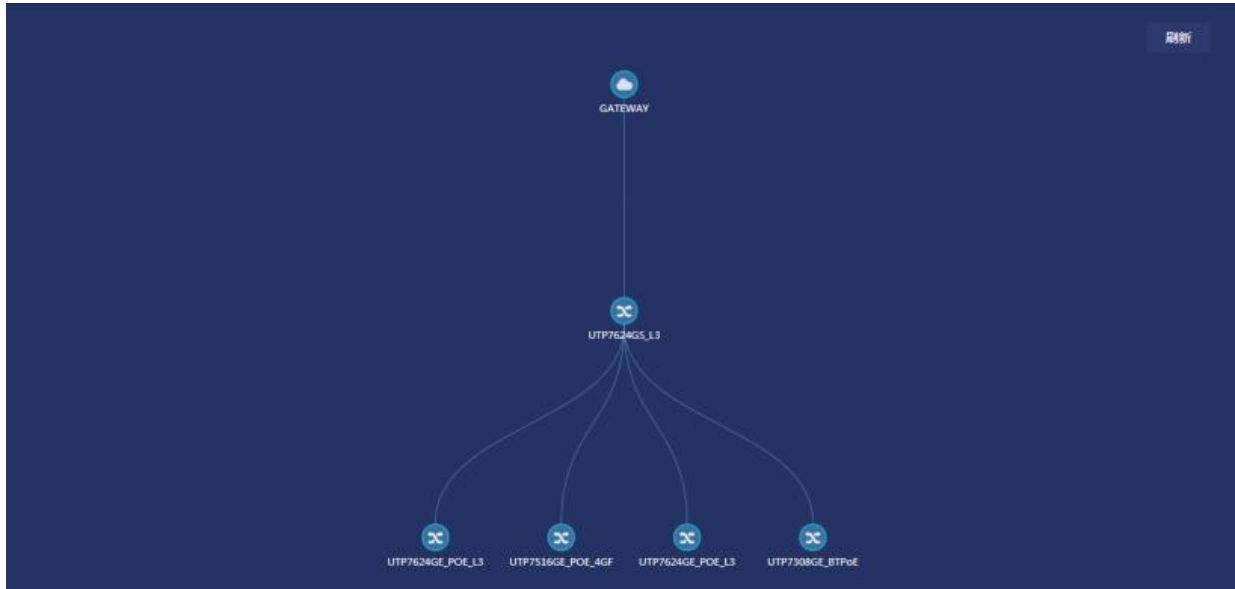 刷新
GATEWAY
UTP7624GS_L3
UTP7624GE_POE_L3
UTP7516GE_POE_4GF
UTP7624GE_POE_L3
UTP7308GE_BTPoE